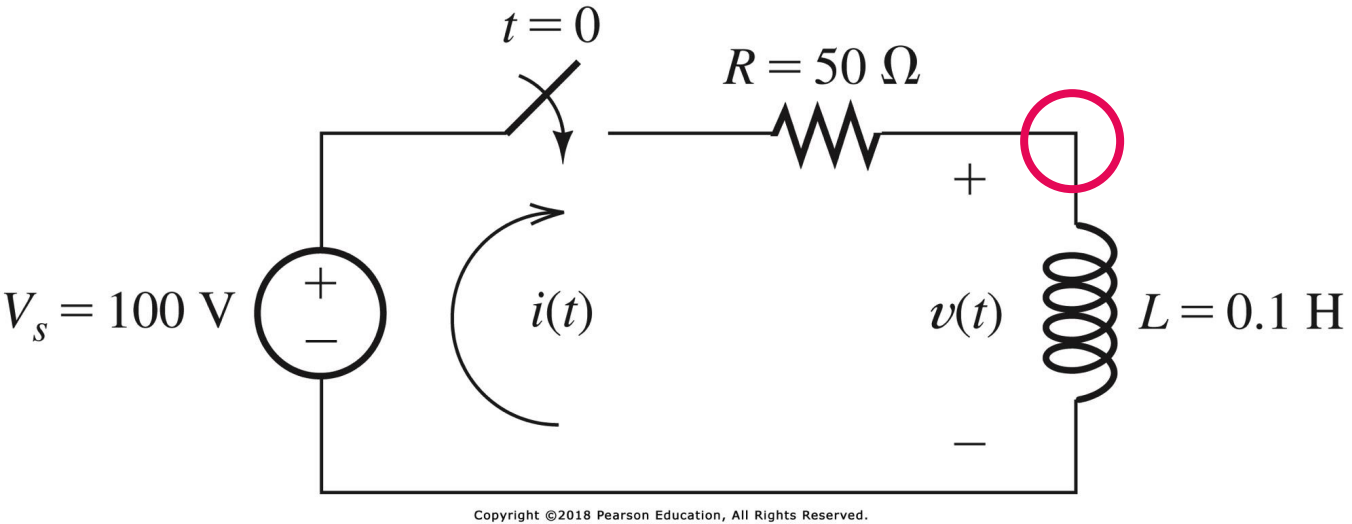 t = 0
R = 50 Ω
+
+
−
V_s = 100 V
i(t)
v(t)
L = 0.1 H
−
Copyright ©2018 Pearson Education, All Rights Reserved.